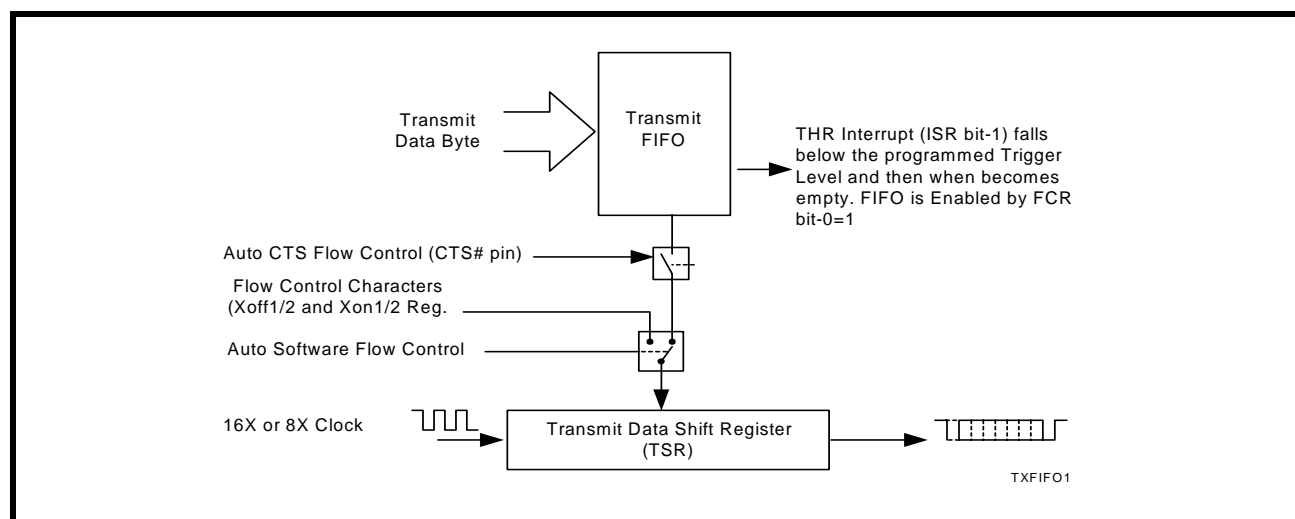 Transmit
Data Byte
Transmit
FIFO
THR Interrupt (ISR bit-1) falls
below the programmed Trigger
Level and then when becomes
empty. FIFO is Enabled by FCR
bit-0=1
Auto CTS Flow Control (CTS# pin)
Flow Control Characters
(Xoff1/2 and Xon1/2 Reg.
Auto Software Flow Control
16X or 8X Clock
Transmit Data Shift Register
(TSR)
TXFIFO1